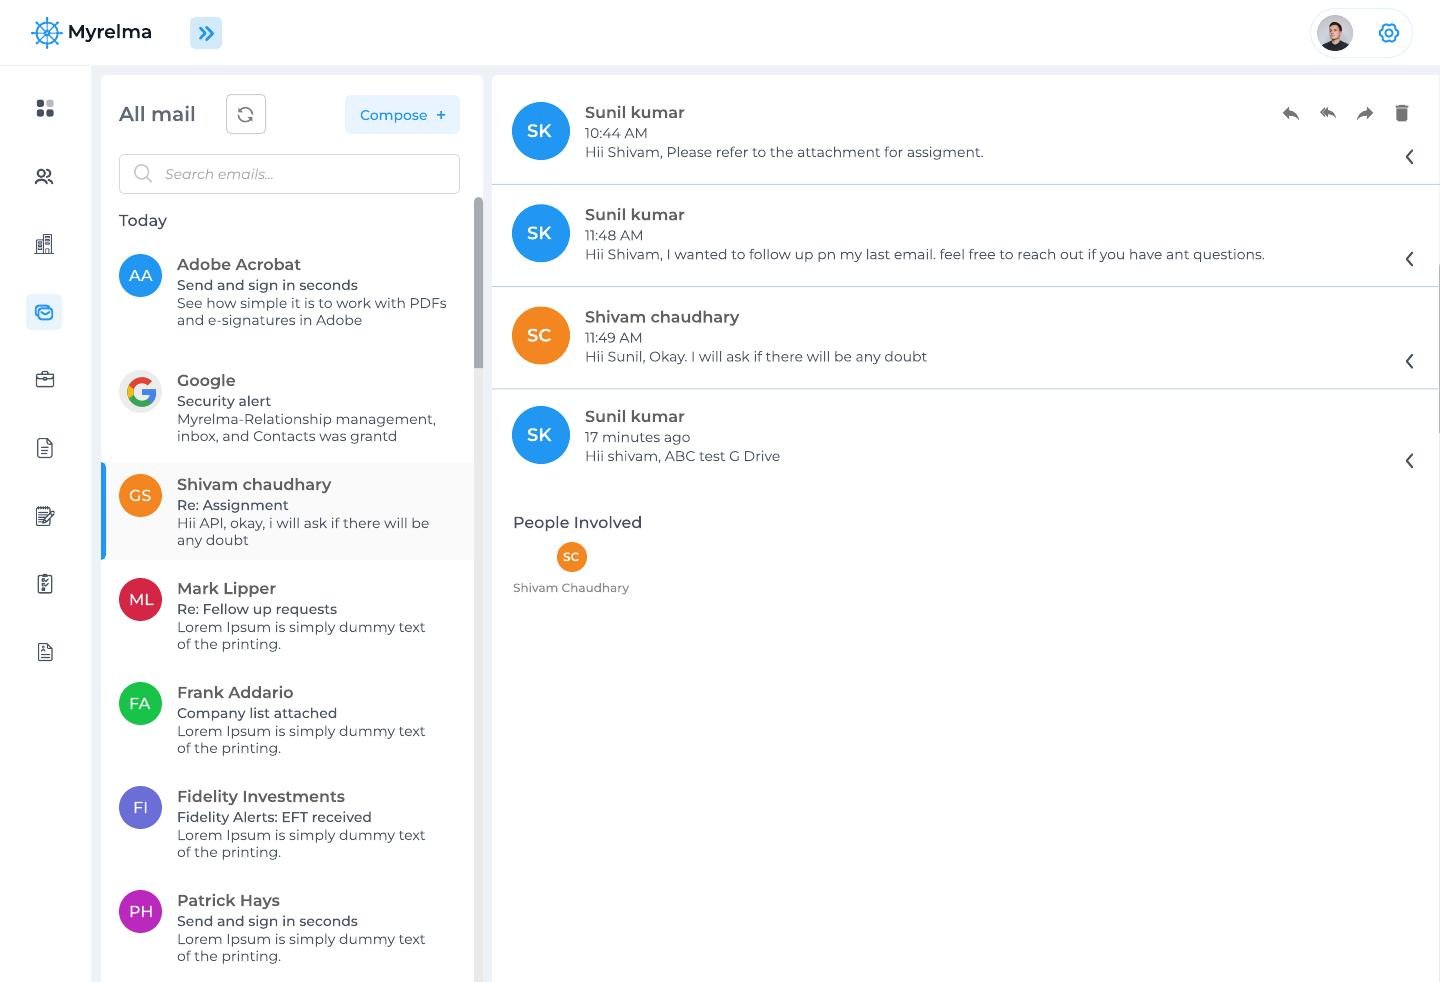 Myrelma
All mail
Compose +
Search emails...
Today
AA
Adobe Acrobat
Send and sign in seconds
See how simple it is to work with PDFs
and e-signatures in Adobe
Google
Security alert
Myrelma-Relationship management,
inbox, and Contacts was grantd
GS
Shivam chaudhary
Re: Assignment
Hii API, okay, i will ask if there will be
any doubt
ML
Mark Lipper
Re: Fellow up requests
Lorem Ipsum is simply dummy text
of the printing.
FA
Frank Addario
Company list attached
Lorem Ipsum is simply dummy text
of the printing.
FI
Fidelity Investments
Fidelity Alerts: EFT received
Lorem Ipsum is simply dummy text
of the printing.
PH
Patrick Hays
Send and sign in seconds
Lorem Ipsum is simply dummy text
of the printing.
SK
Sunil kumar
10:44 AM
Hii Shivam, Please refer to the attachment for assigment.
SK
Sunil kumar
11:48 AM
Hii Shivam, I wanted to follow up pn my last email. feel free to reach out if you have ant questions.
SC
Shivam chaudhary
11:49 AM
Hii Sunil, Okay. I will ask if there will be any doubt
SK
Sunil kumar
17 minutes ago
Hii shivam, ABC test G Drive
People Involved
SC
Shivam Chaudhary